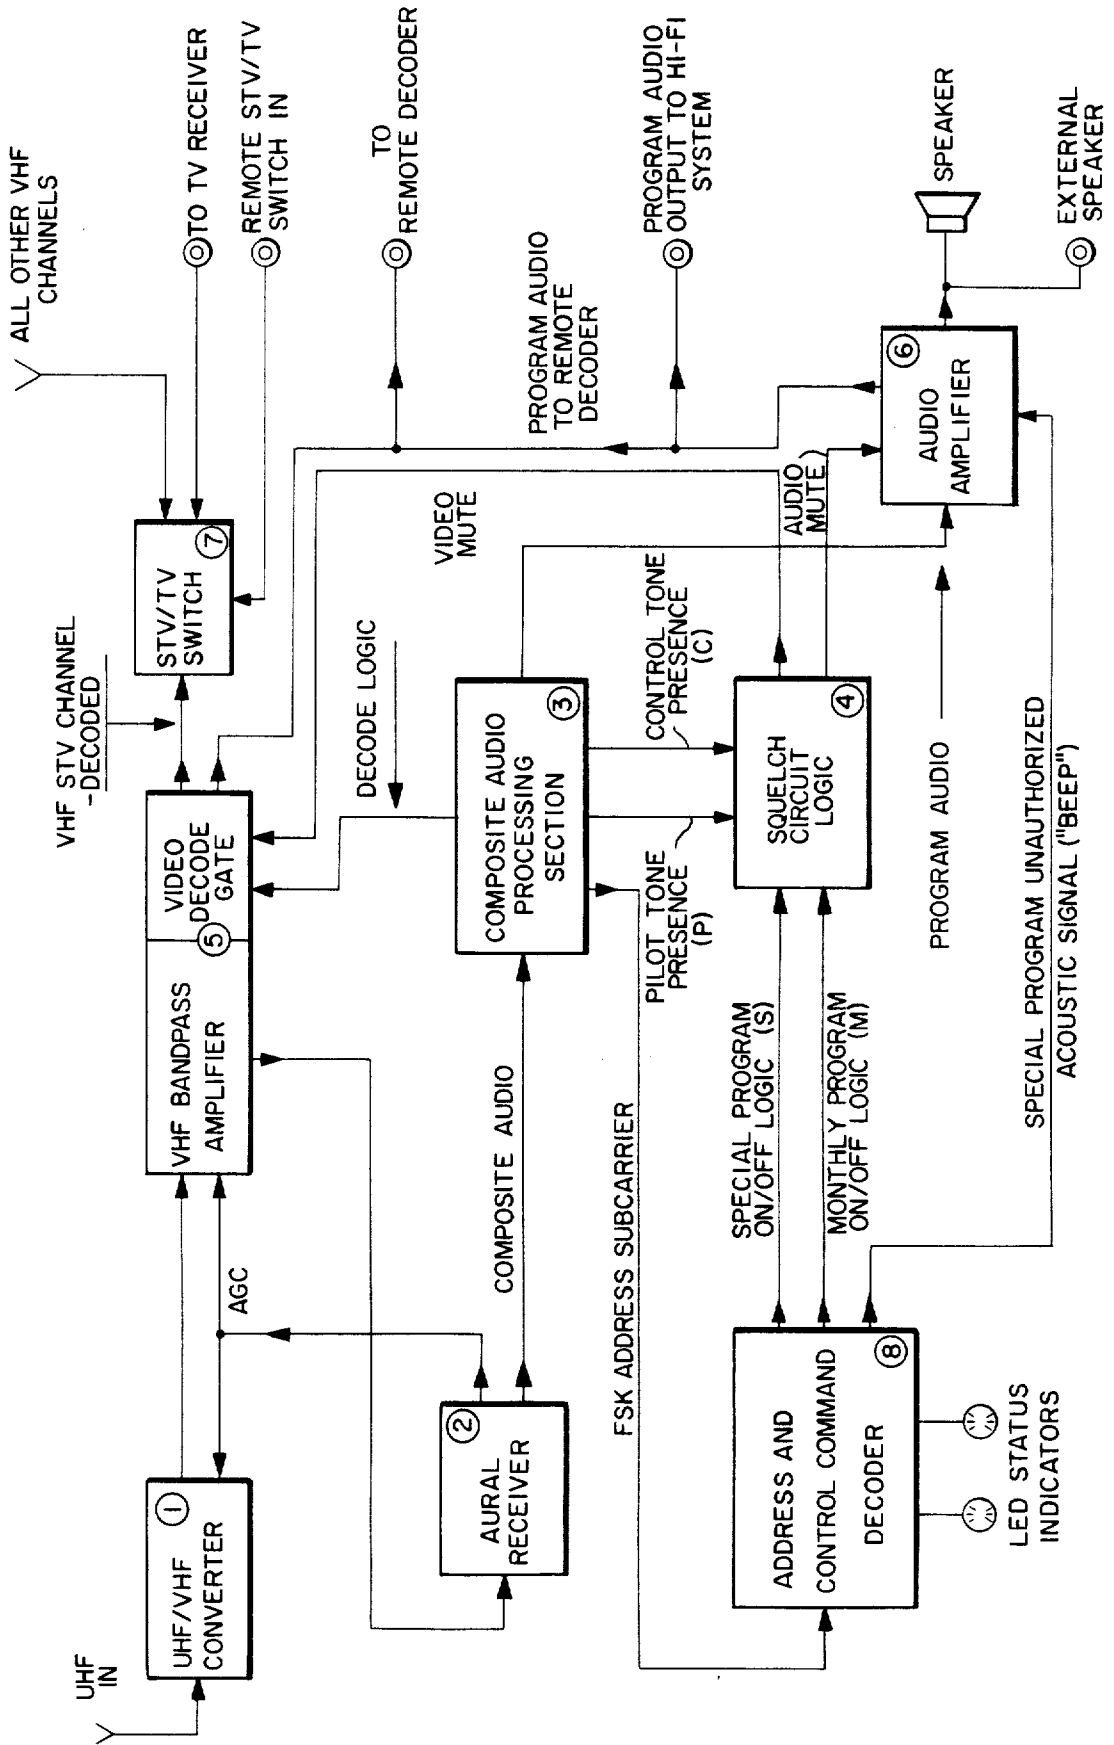 UHF
IN
1
UHF/VHF
CONVERTER
AGC
VHF BANDPASS
AMPLIFIER
5
VIDEO
DECODE
GATE
VHF STV CHANNEL
-DECODED
7
STV/TV
SWITCH
ALL OTHER VHF
CHANNELS
TO TV RECEIVER
REMOTE STV/TV
SWITCH IN
2
AURAL
RECEIVER
COMPOSITE AUDIO
3
COMPOSITE AUDIO
PROCESSING
SECTION
DECODE LOGIC
VIDEO
MUTE
TO
REMOTE DECODER
PROGRAM AUDIO
TO REMOTE
DECODER
PROGRAM AUDIO
OUTPUT TO HI-FI
SYSTEM
FSK ADDRESS SUBCARRIER
PILOT TONE
PRESENCE
(P)
CONTROL TONE
PRESENCE
(C)
AUDIO
MUTE
SPECIAL PROGRAM
ON/OFF LOGIC (S)
MONTHLY PROGRAM
ON/OFF LOGIC (M)
SQUELCH
CIRCUIT
LOGIC
4
6
AUDIO
AMPLIFIER
SPEAKER
EXTERNAL
SPEAKER
PROGRAM AUDIO
ADDRESS AND
CONTROL COMMAND
DECODER
8
SPECIAL PROGRAM UNAUTHORIZED
ACOUSTIC SIGNAL ("BEEP")
LED STATUS
INDICATORS